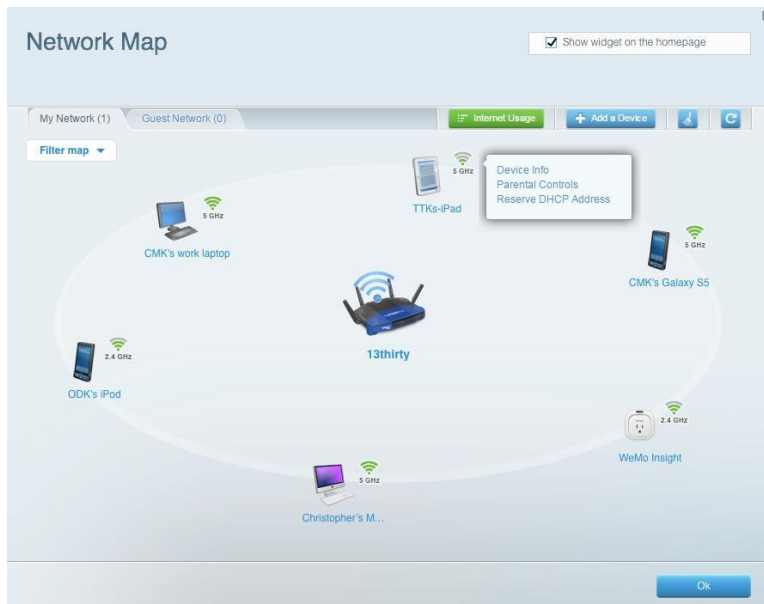 Network Map
Show widget on the homepage
My Network (1)
Guest Network (0)
Internet Usage
Add a Device
Filter map
5 GHz
TTKs-iPad
Device Info
Parental Controls
Reserve DHCP Address
5 GHz
CMK's work laptop
5 GHz
CMK's Galaxy S5
13thirty
2.4 GHz
ODK's iPod
2.4 GHz
WeMo Insight
5 GHz
Christopher's M...
Ok